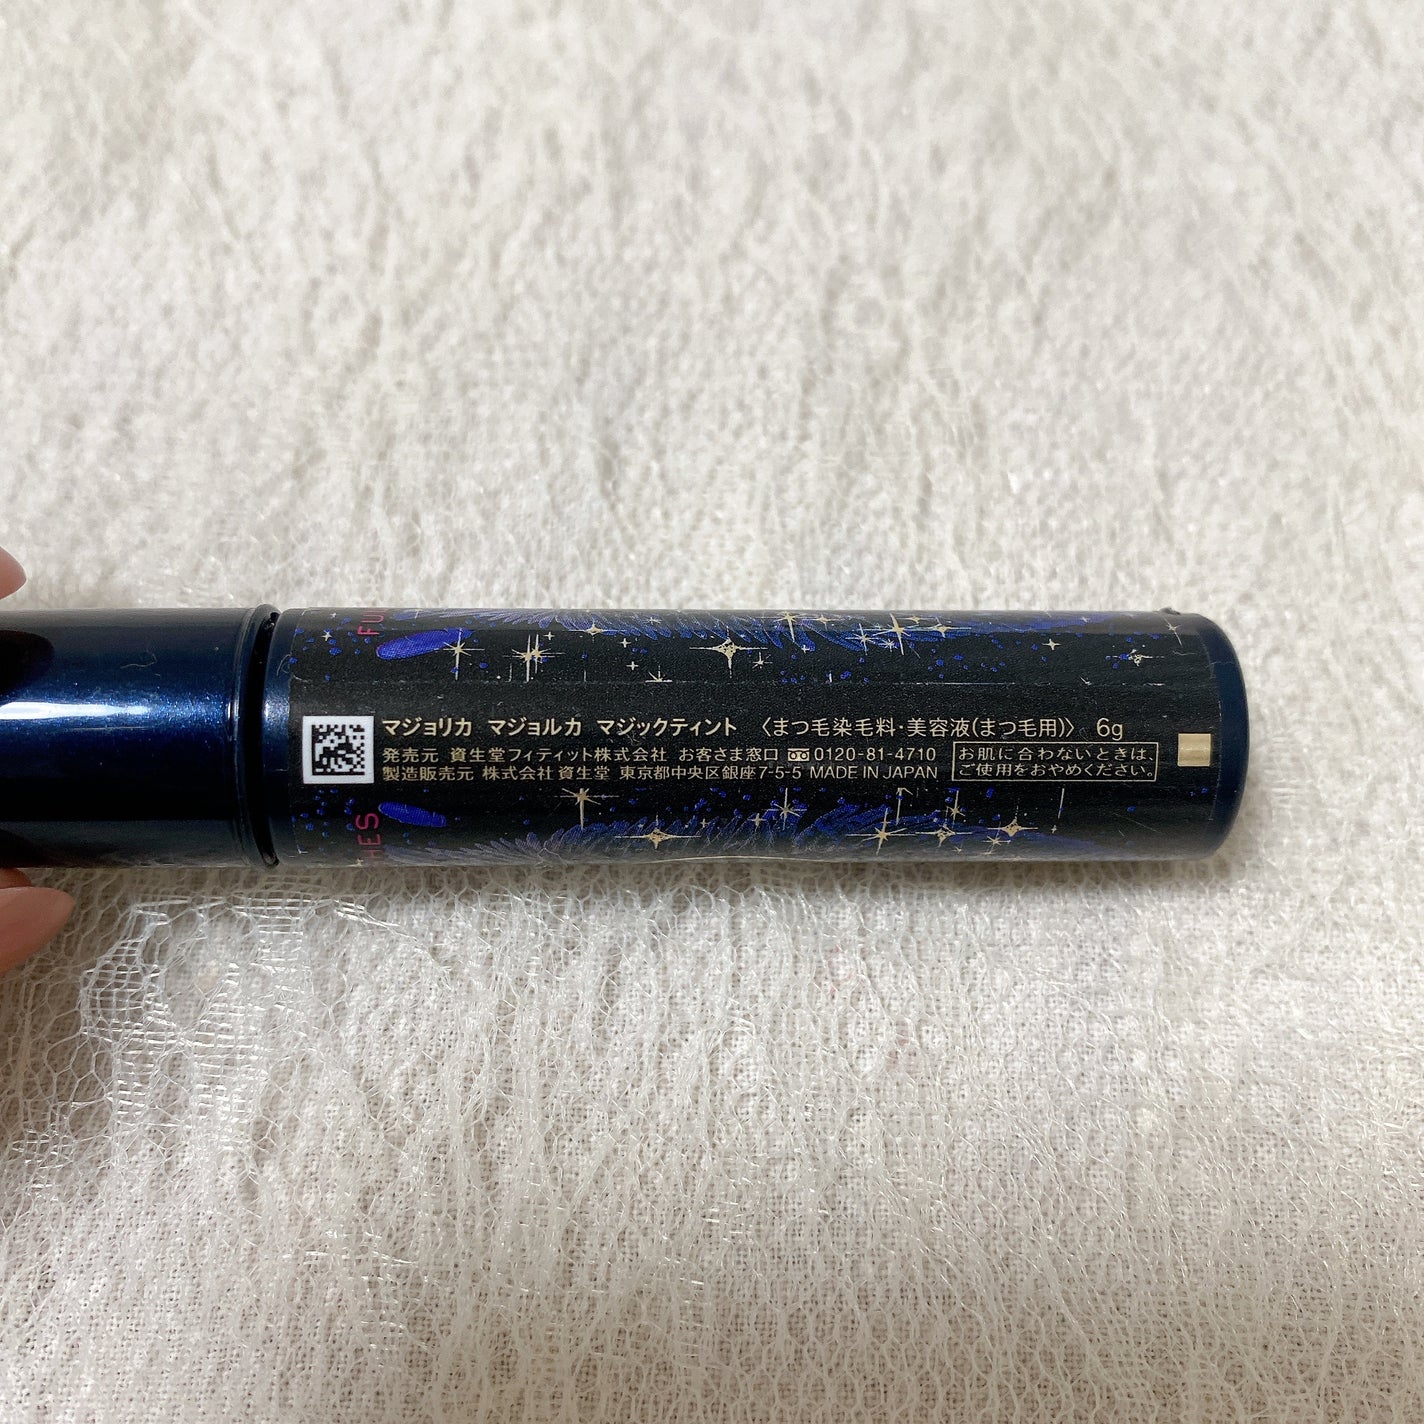 マジョリカ マジョルカ マジックティント 〈まつ毛染毛料・美容液(まつ毛用)〉 6g
発売元 資生堂フィティット株式会社 お客さま窓口 0120-81-4710
製造販売元 株式会社資生堂 東京都中央区銀座7-5-5 MADE IN JAPAN
お肌に合わないときは、
ご使用をおやめください。